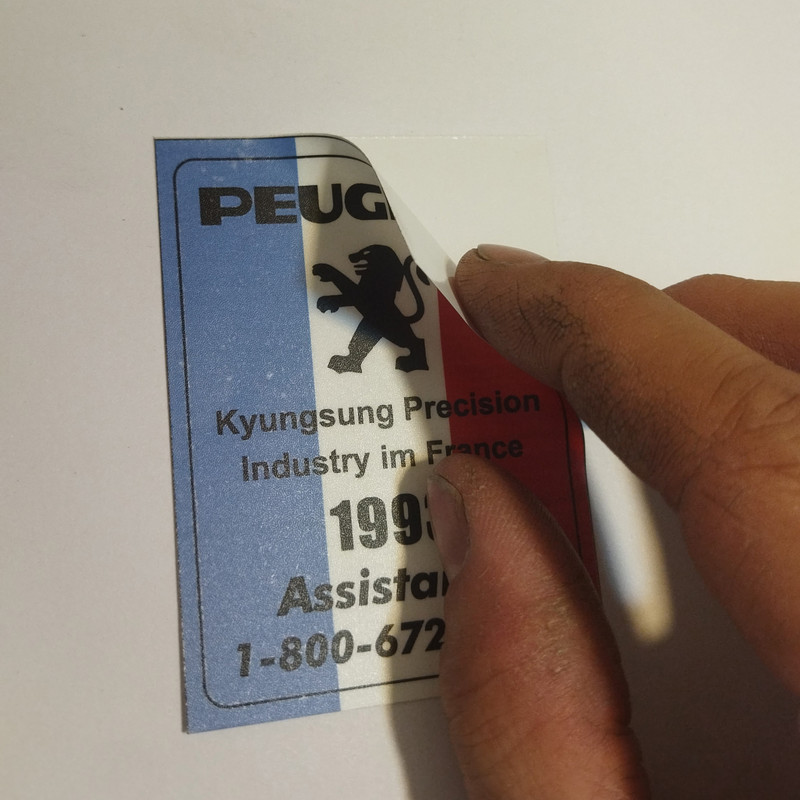 PEUG
Kyungsung Precision
Industry im France
199
Assista
1-800-672